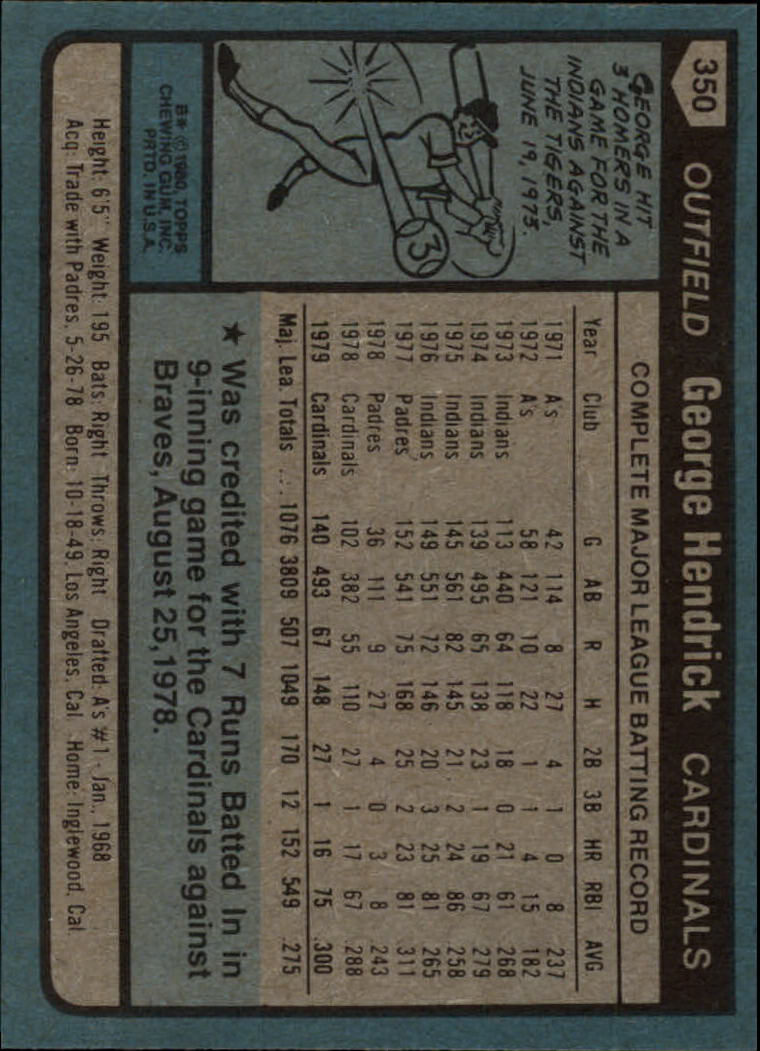 350 OUTFIELD George Hendrick CARDINALS
GEORGE HIT
3 HOMERS IN A
GAME FOR THE
INDIANS AGAINST
THE TIGERS,
JUNE 19, 1973.
3
B* © 1980, TOPPS
CHEWING GUM, INC.
PRTD. IN U.S.A.
COMPLETE MAJOR LEAGUE BATTING RECORD
Year Club G AB R H 2B 3B HR RBI AVG
1971 A's 42 114 8 27 4 1 0 8 .237
1972 A's 58 121 10 22 1 1 4 15 .182
1973 Indians 113 440 64 118 18 0 21 61 .268
1974 Indians 139 495 65 138 23 1 19 67 .279
1975 Indians 145 561 82 145 21 2 24 86 .258
1976 Indians 149 551 72 146 20 3 25 81 .265
1977 Padres 152 541 75 168 25 2 23 81 .311
1978 Padres 36 111 9 27 4 0 3 8 .243
1978 Cardinals 102 382 55 110 27 1 17 67 .288
1979 Cardinals 140 493 67 148 27 1 16 75 .300
Maj. Lea. Totals ... 1076 3809 507 1049 170 12 152 549 .275
★ Was credited with 7 Runs Batted In in
9-inning game for the Cardinals against
Braves, August 25, 1978.
Height: 6'5" Weight: 195 Bats: Right Throws: Right Drafted: A's #1 - Jan., 1968
Acq: Trade with Padres, 5-26-78 Born: 10-18-49, Los Angeles, Cal. Home: Inglewood, Cal.